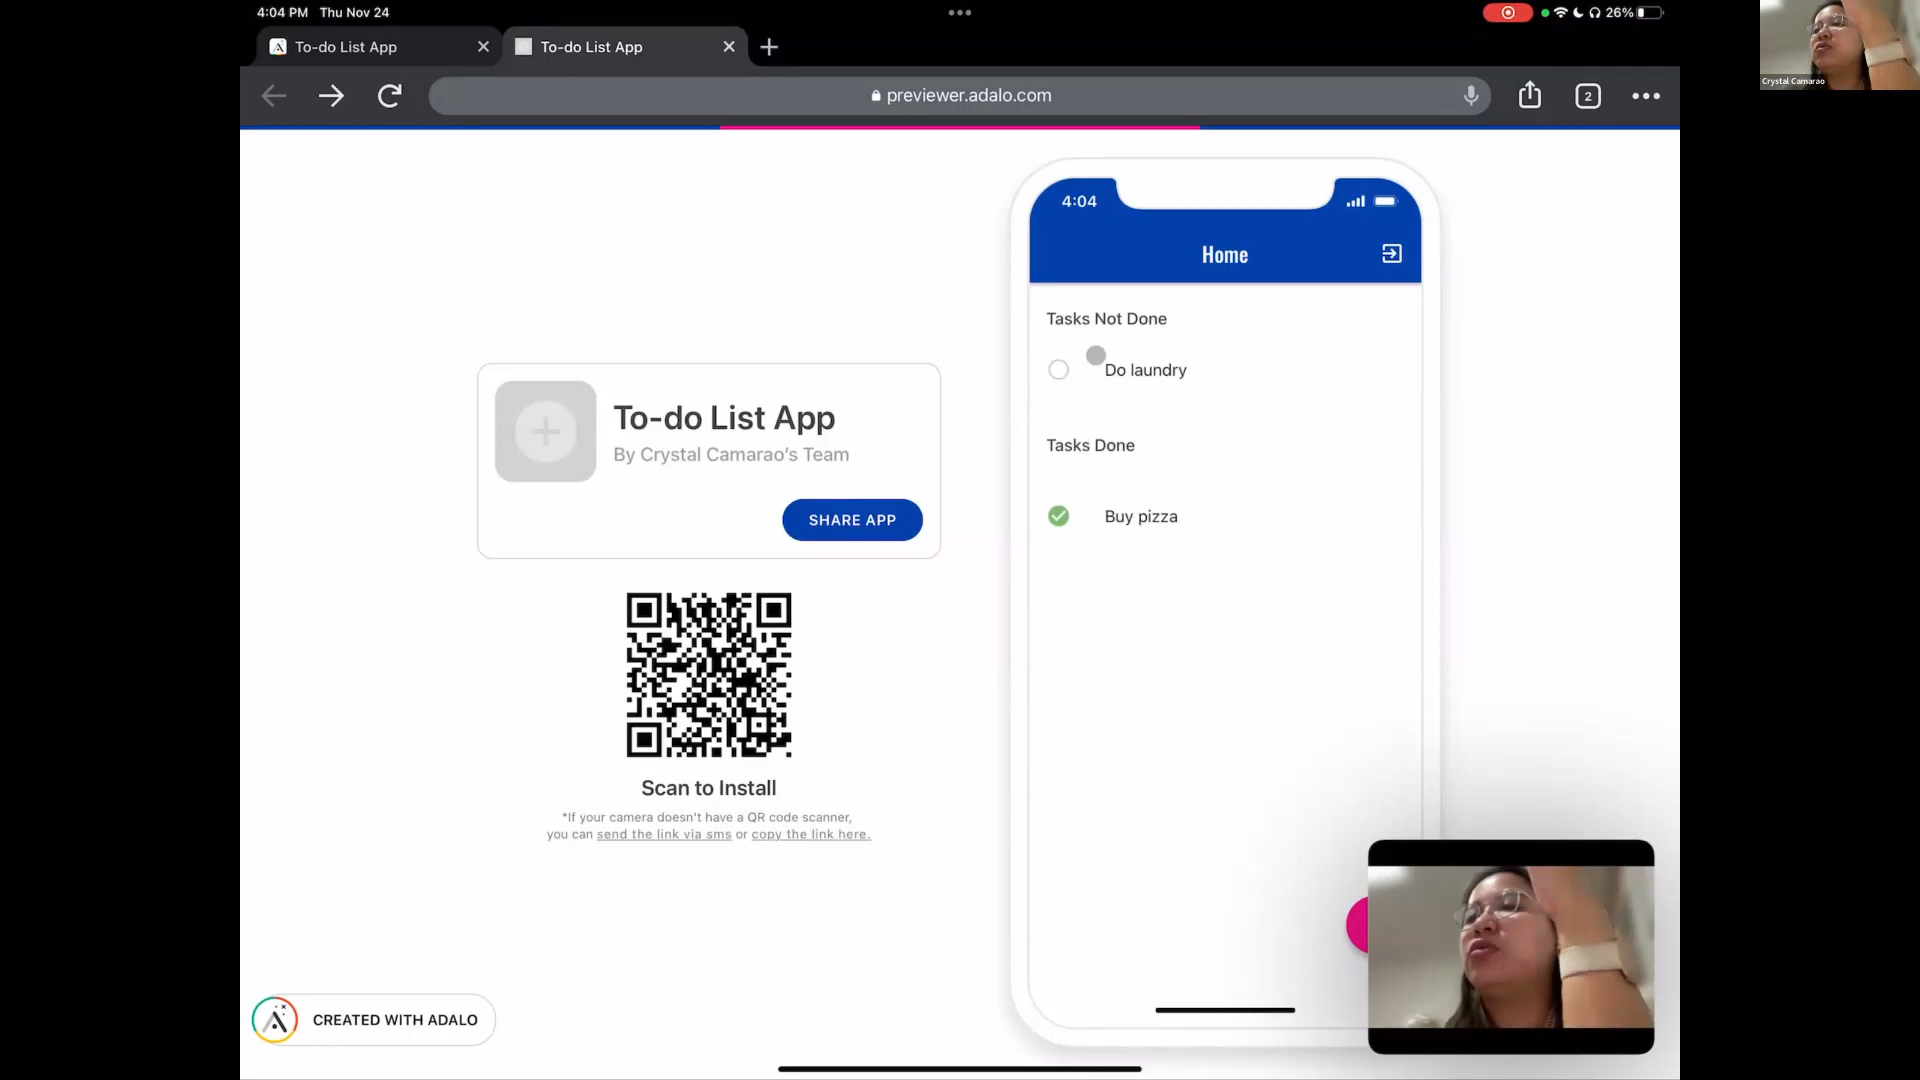 4:04 PM Thu Nov 24
26%
To-do List App
To-do List App
previewer.adalo.com
2
Crystal Camarao
4:04
Home
Tasks Not Done
Do laundry
Tasks Done
Buy pizza
To-do List App
By Crystal Camarao's Team
SHARE APP
Scan to Install
*If your camera doesn't have a QR code scanner,
you can send the link via sms or copy the link here.
CREATED WITH ADALO